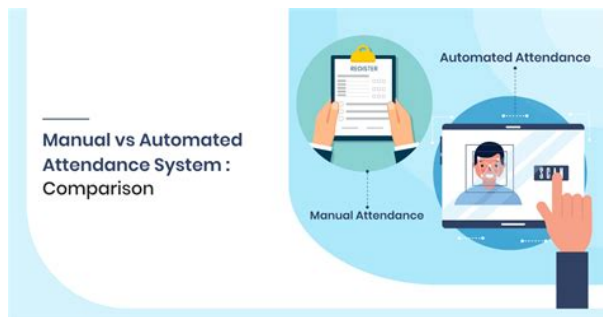 Manual vs Automated
Attendance System :
Comparison
REGISTER
Manual Attendance
Automated Attendance